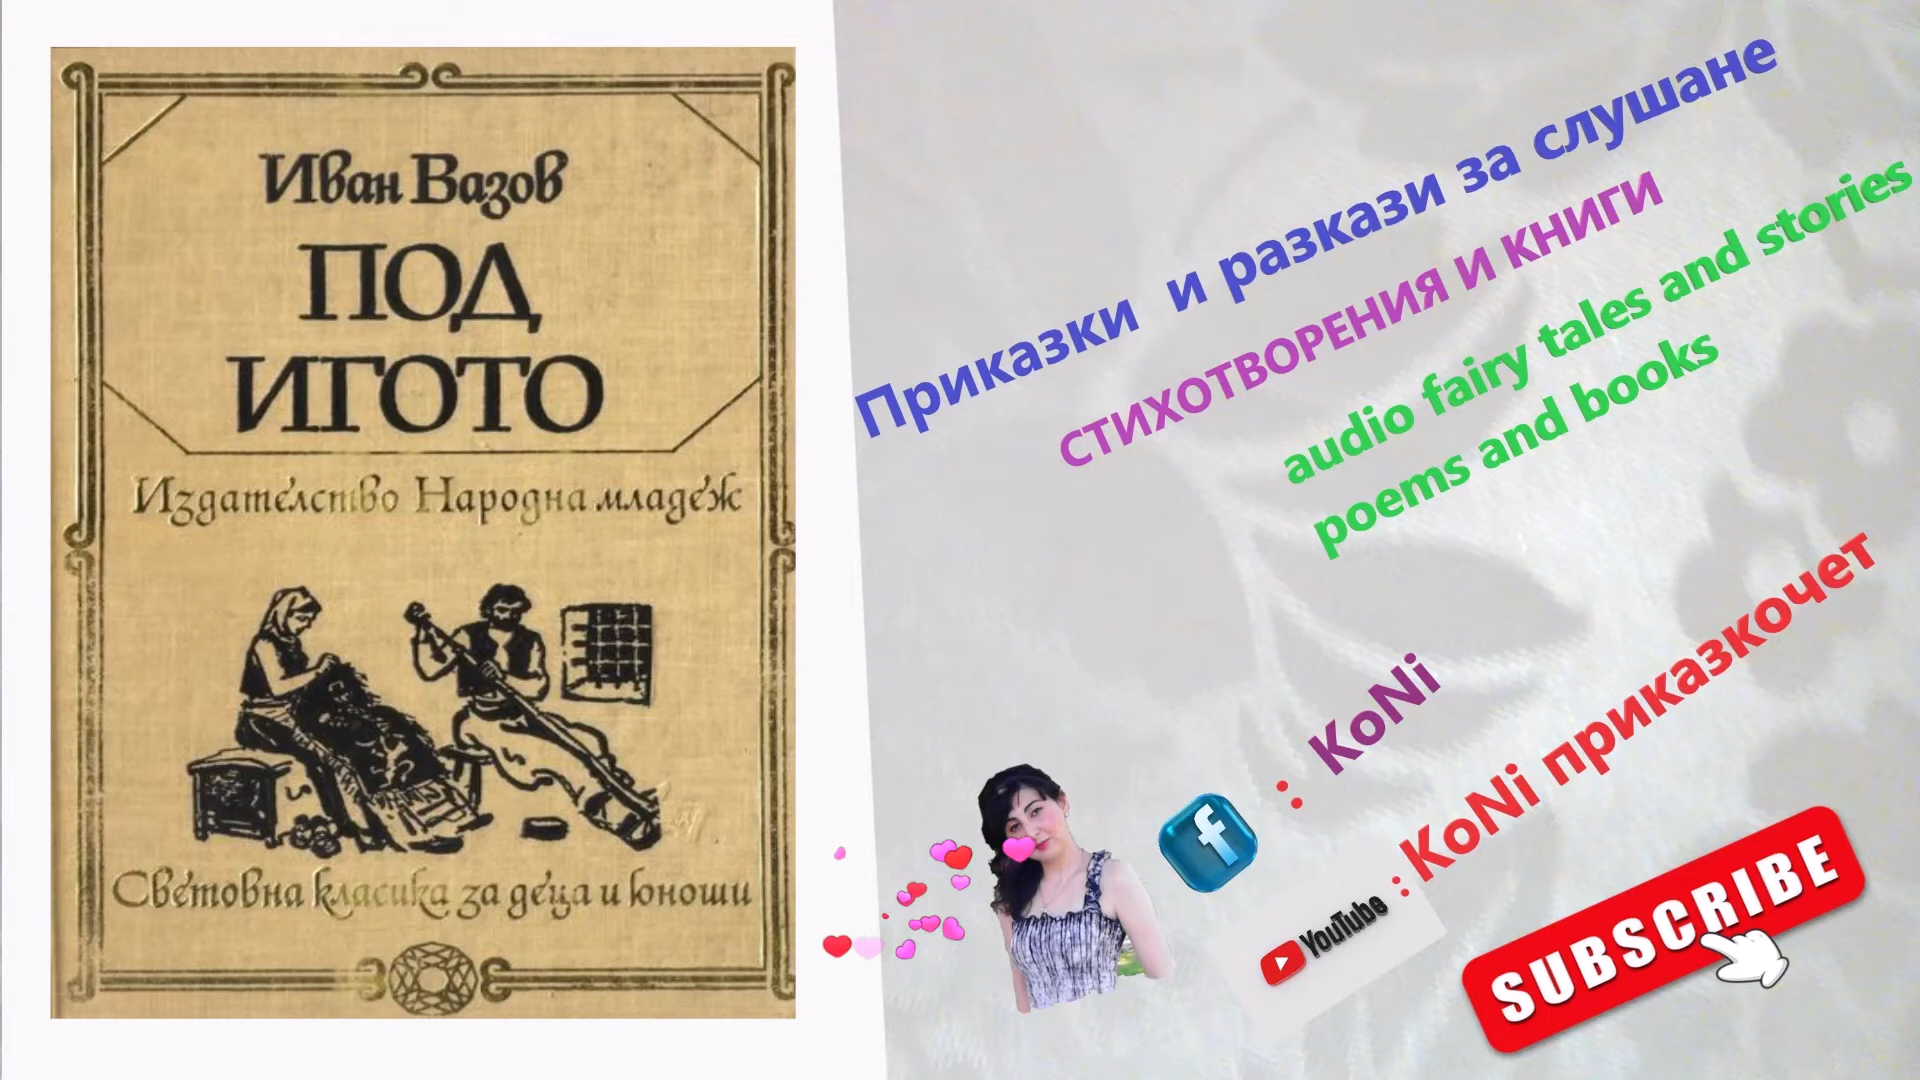 Иван Вазов
ПОД
ИГОТО
Издателство Народна младеж
Световна класика за деца и юноши
Приказки и разкази за слушане
СТИХОТВОРЕНИЯ И КНИГИ
audio fairy tales and stories
poems and books
f : KoNi
YouTube : KoNi приказкочет
SUBSCRIBE